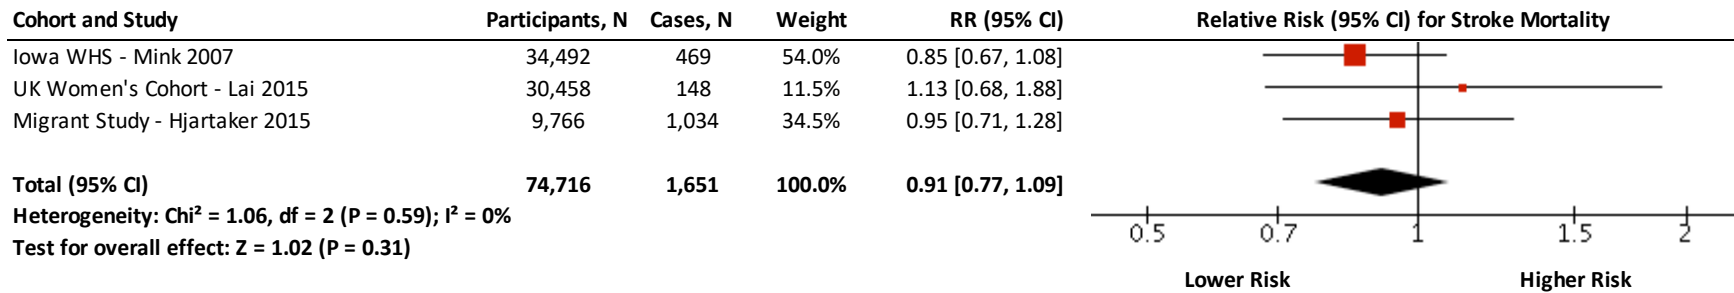 Cohort and Study Participants, N Cases, N Weight RR (95% CI) Relative Risk (95% CI) for Stroke Mortality
Iowa WHS - Mink 2007 34,492 469 54.0% 0.85 [0.67, 1.08]
UK Women's Cohort - Lai 2015 30,458 148 11.5% 1.13 [0.68, 1.88]
Migrant Study - Hjartaker 2015 9,766 1,034 34.5% 0.95 [0.71, 1.28]
Total (95% CI) 74,716 1,651 100.0% 0.91 [0.77, 1.09]
Heterogeneity: Chi² = 1.06, df = 2 (P = 0.59); I² = 0%
Test for overall effect: Z = 1.02 (P = 0.31)
0.5 0.7 1 1.5 2
Lower Risk Higher Risk